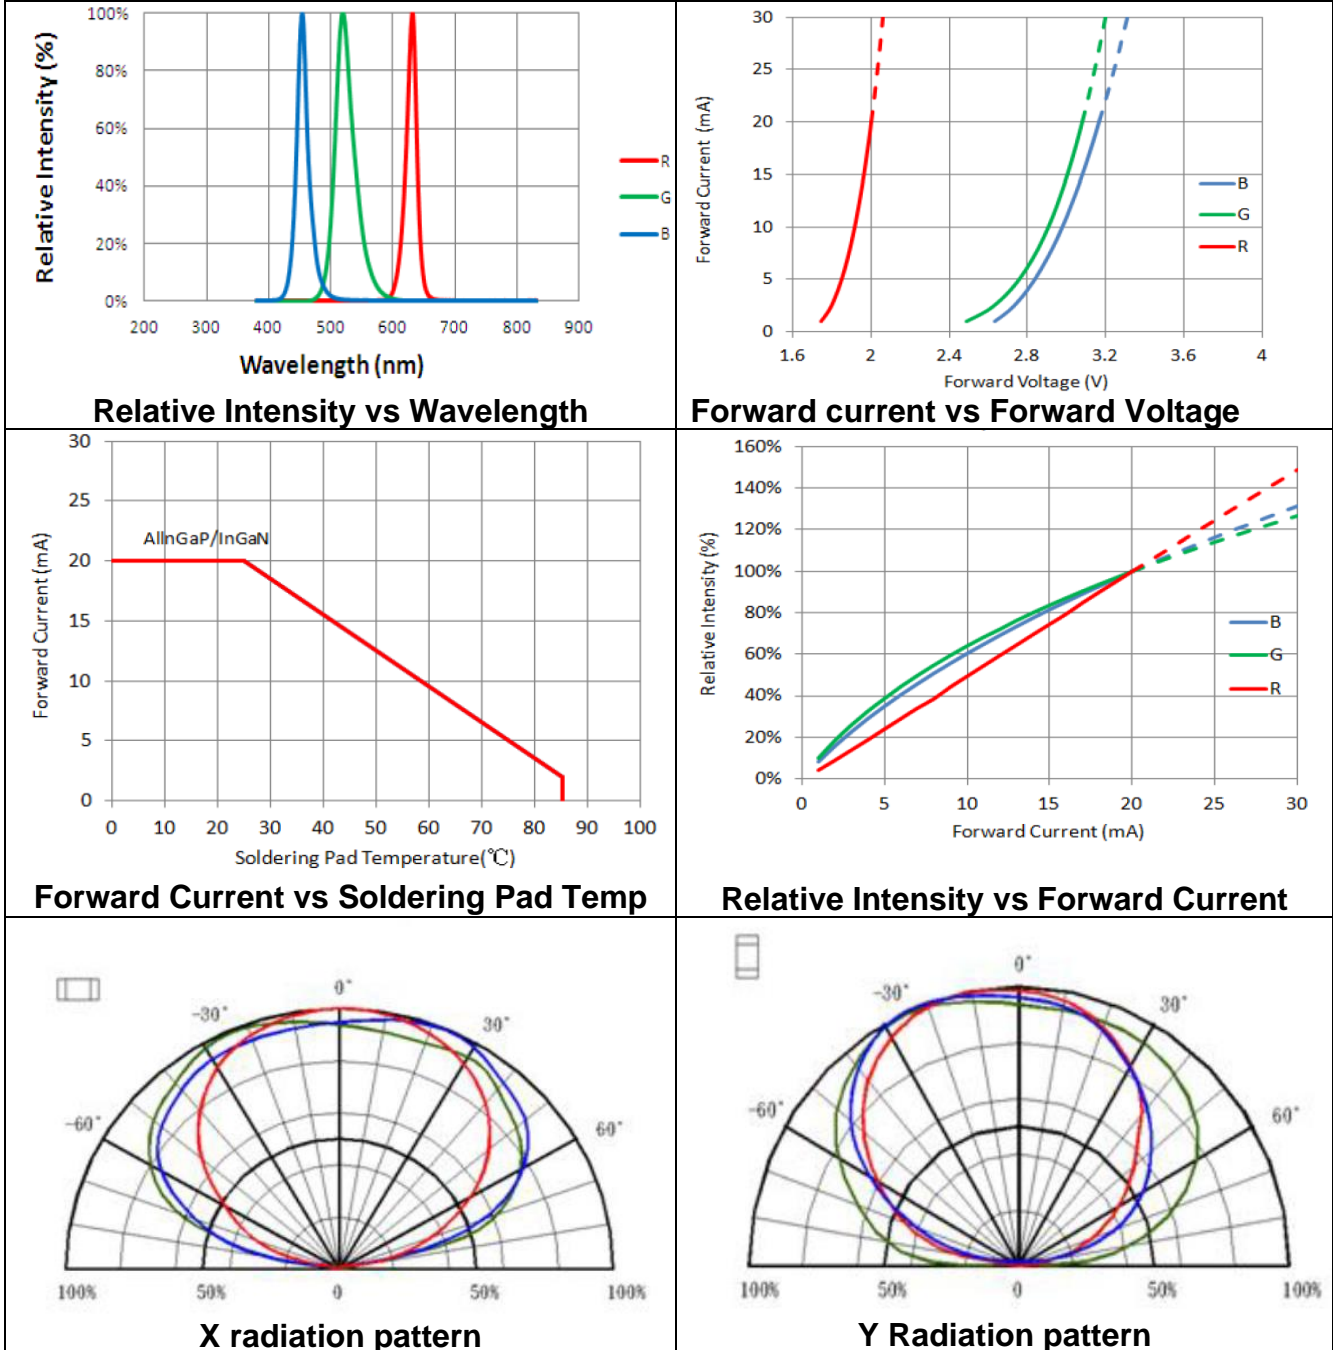 Relative Intensity (%)
100%
80%
60%
40%
20%
0%
200 300 400 500 600 700 800 900
Wavelength (nm)
R
G
B
Relative Intensity vs Wavelength
Forward Current (mA)
30
25
20
15
10
5
0
1.6 2 2.4 2.8 3.2 3.6 4
Forward Voltage (V)
B
G
R
Forward current vs Forward Voltage
Forward Current (mA)
30
25
20
15
10
5
0
AlInGaP/InGaN
0 10 20 30 40 50 60 70 80 90 100
Soldering Pad Temperature(℃)
Forward Current vs Soldering Pad Temp
Relative Intensity (%)
160%
140%
120%
100%
80%
60%
40%
20%
0%
0 5 10 15 20 25 30
Forward Current (mA)
B
G
R
Relative Intensity vs Forward Current
0°
-30° 30°
-60° 60°
100% 50% 0 50% 100%
X radiation pattern
0°
-30° 30°
-60° 60°
100% 50% 0 50% 100%
Y Radiation pattern